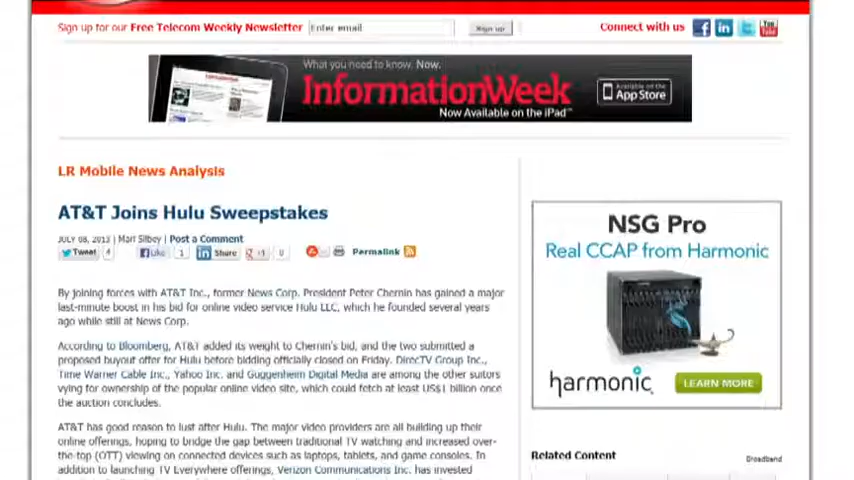 Sign up for our Free Telecom Weekly Newsletter Enter email Sign up Connect with us f in You Tube
What you need to know. Now.
InformationWeek
Available on the
App Store
Now Available on the iPad™
LR Mobile News Analysis
AT&T Joins Hulu Sweepstakes
JULY 08, 2013 | Mari Silbey | Post a Comment
Tweet 4 Like 1 in Share g +1 0 Permalink
By joining forces with AT&T Inc., former News Corp. President Peter Chernin has gained a major
last-minute boost in his bid for online video service Hulu LLC, which he founded several years
ago while still at News Corp.
According to Bloomberg, AT&T added its weight to Chernin's bid, and the two submitted a
proposed buyout offer for Hulu before bidding officially closed on Friday. DirecTV Group Inc.,
Time Warner Cable Inc., Yahoo Inc. and Guggenheim Digital Media are among the other suitors
vying for ownership of the popular online video site, which could fetch at least US$1 billion once
the auction concludes.
AT&T has good reason to lust after Hulu. The major video providers are all building up their
online offerings, hoping to bridge the gap between traditional TV watching and increased over-
the-top (OTT) viewing on connected devices such as laptops, tablets, and game consoles. In
addition to launching TV Everywhere offerings, Verizon Communications Inc. has invested
NSG Pro
Real CCAP from Harmonic
harmonic
LEARN MORE
Related Content
Broadband